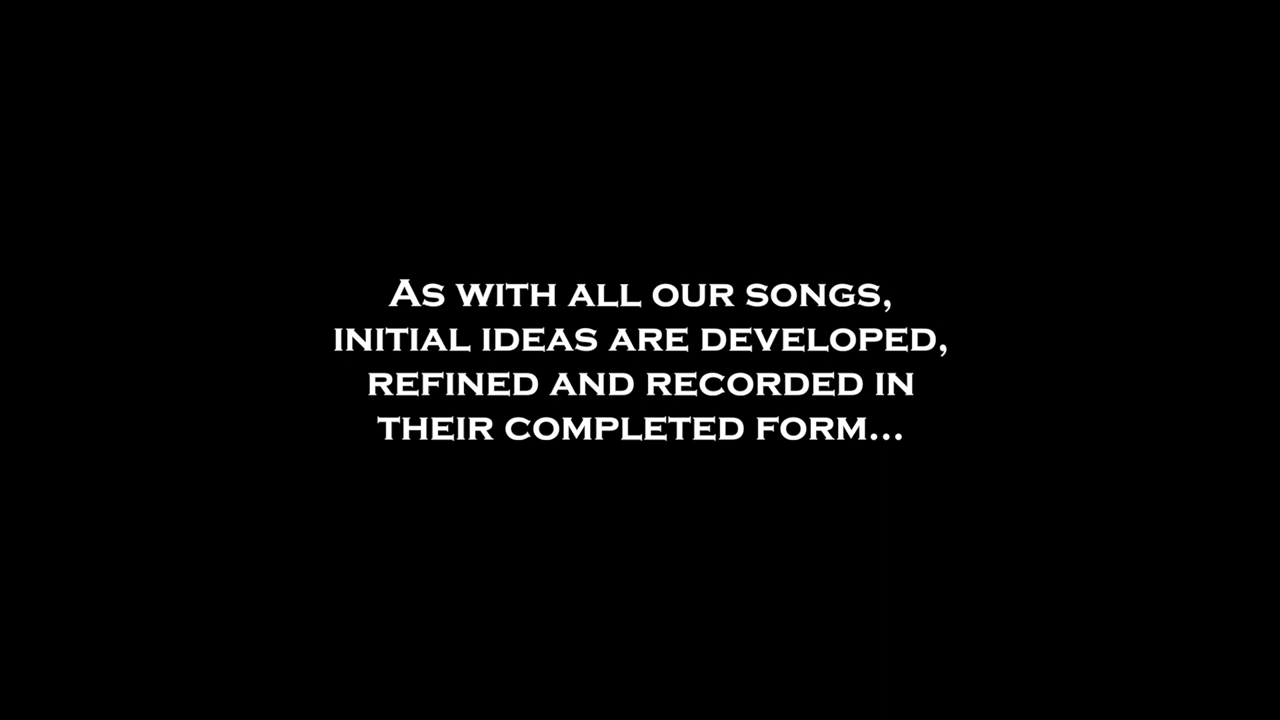 As with all our songs,
initial ideas are developed,
refined and recorded in
their completed form...